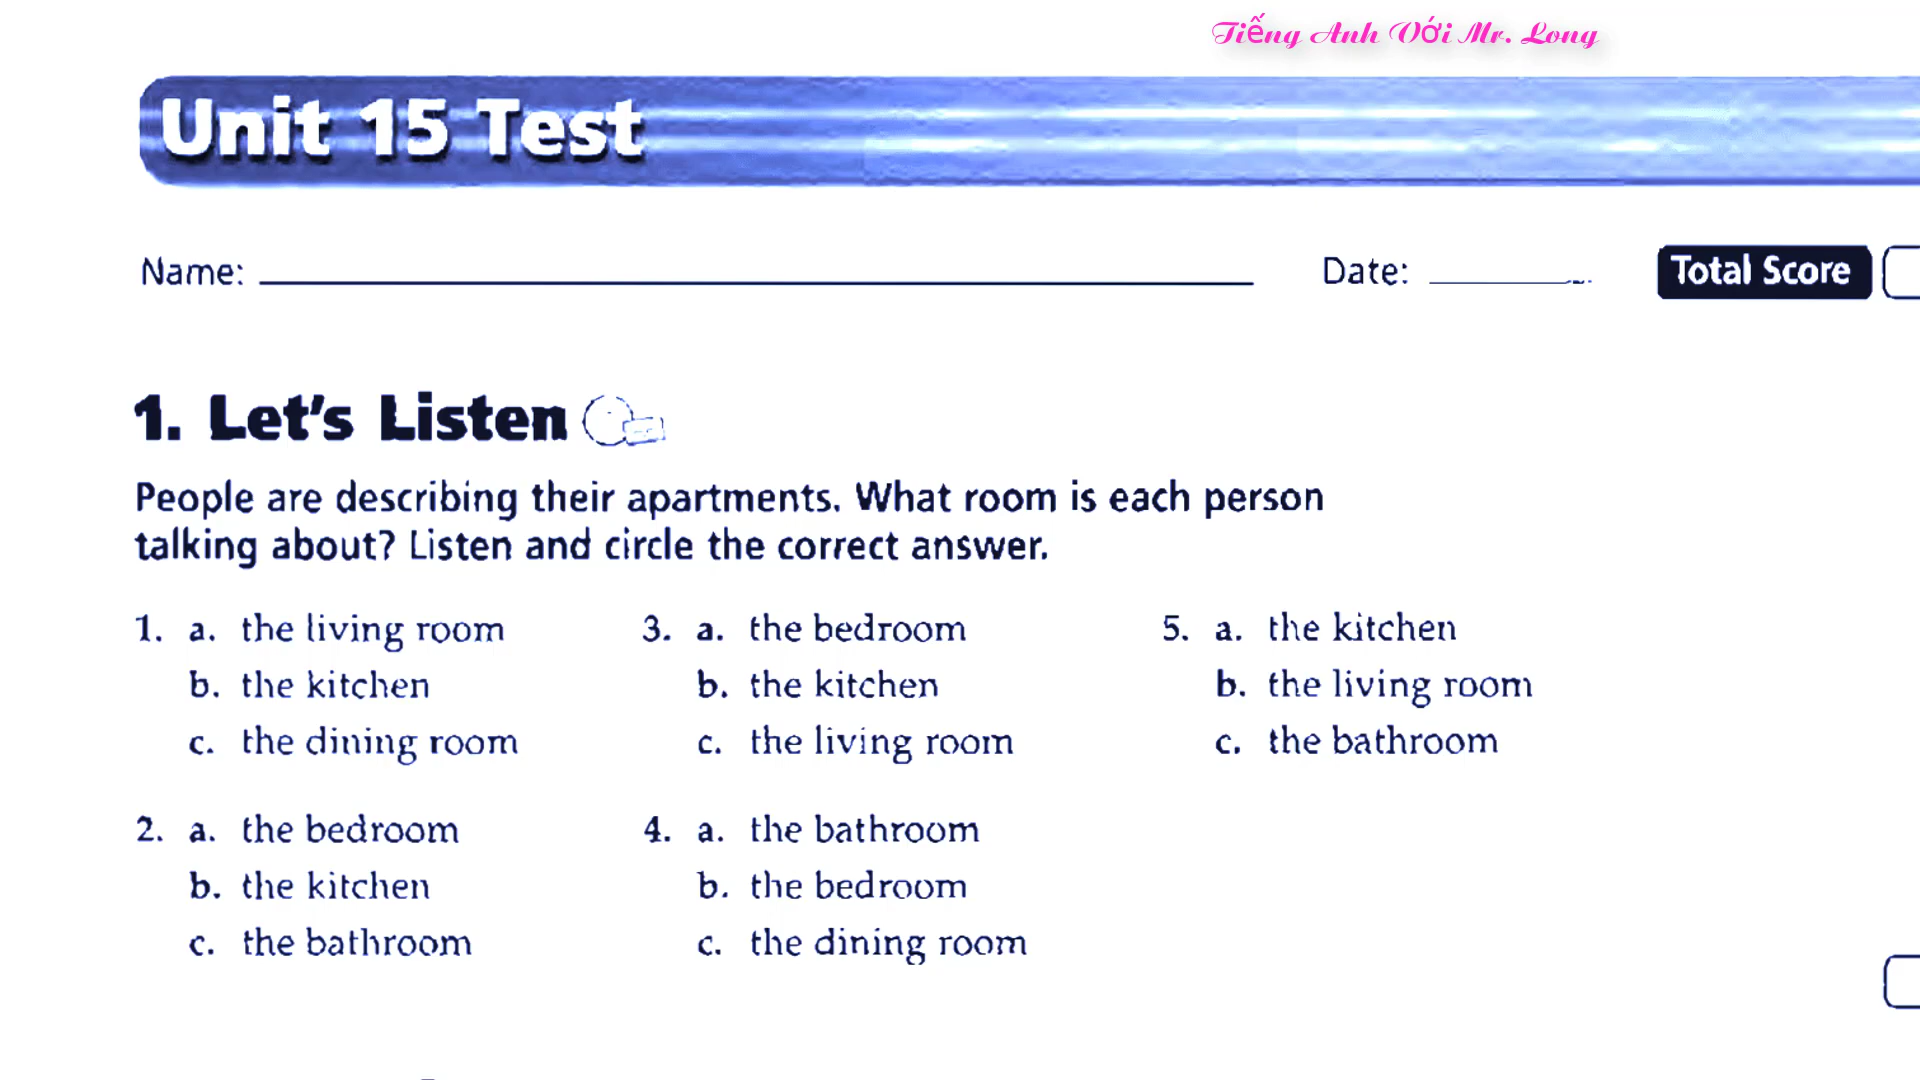 Tiếng Anh Với Mr. Long
Unit 15 Test
Name: Date: Total Score
1. Let's Listen
People are describing their apartments. What room is each person
talking about? Listen and circle the correct answer.
1. a. the living room
b. the kitchen
c. the dining room
2. a. the bedroom
b. the kitchen
c. the bathroom
3. a. the bedroom
b. the kitchen
c. the living room
4. a. the bathroom
b. the bedroom
c. the dining room
5. a. the kitchen
b. the living room
c. the bathroom